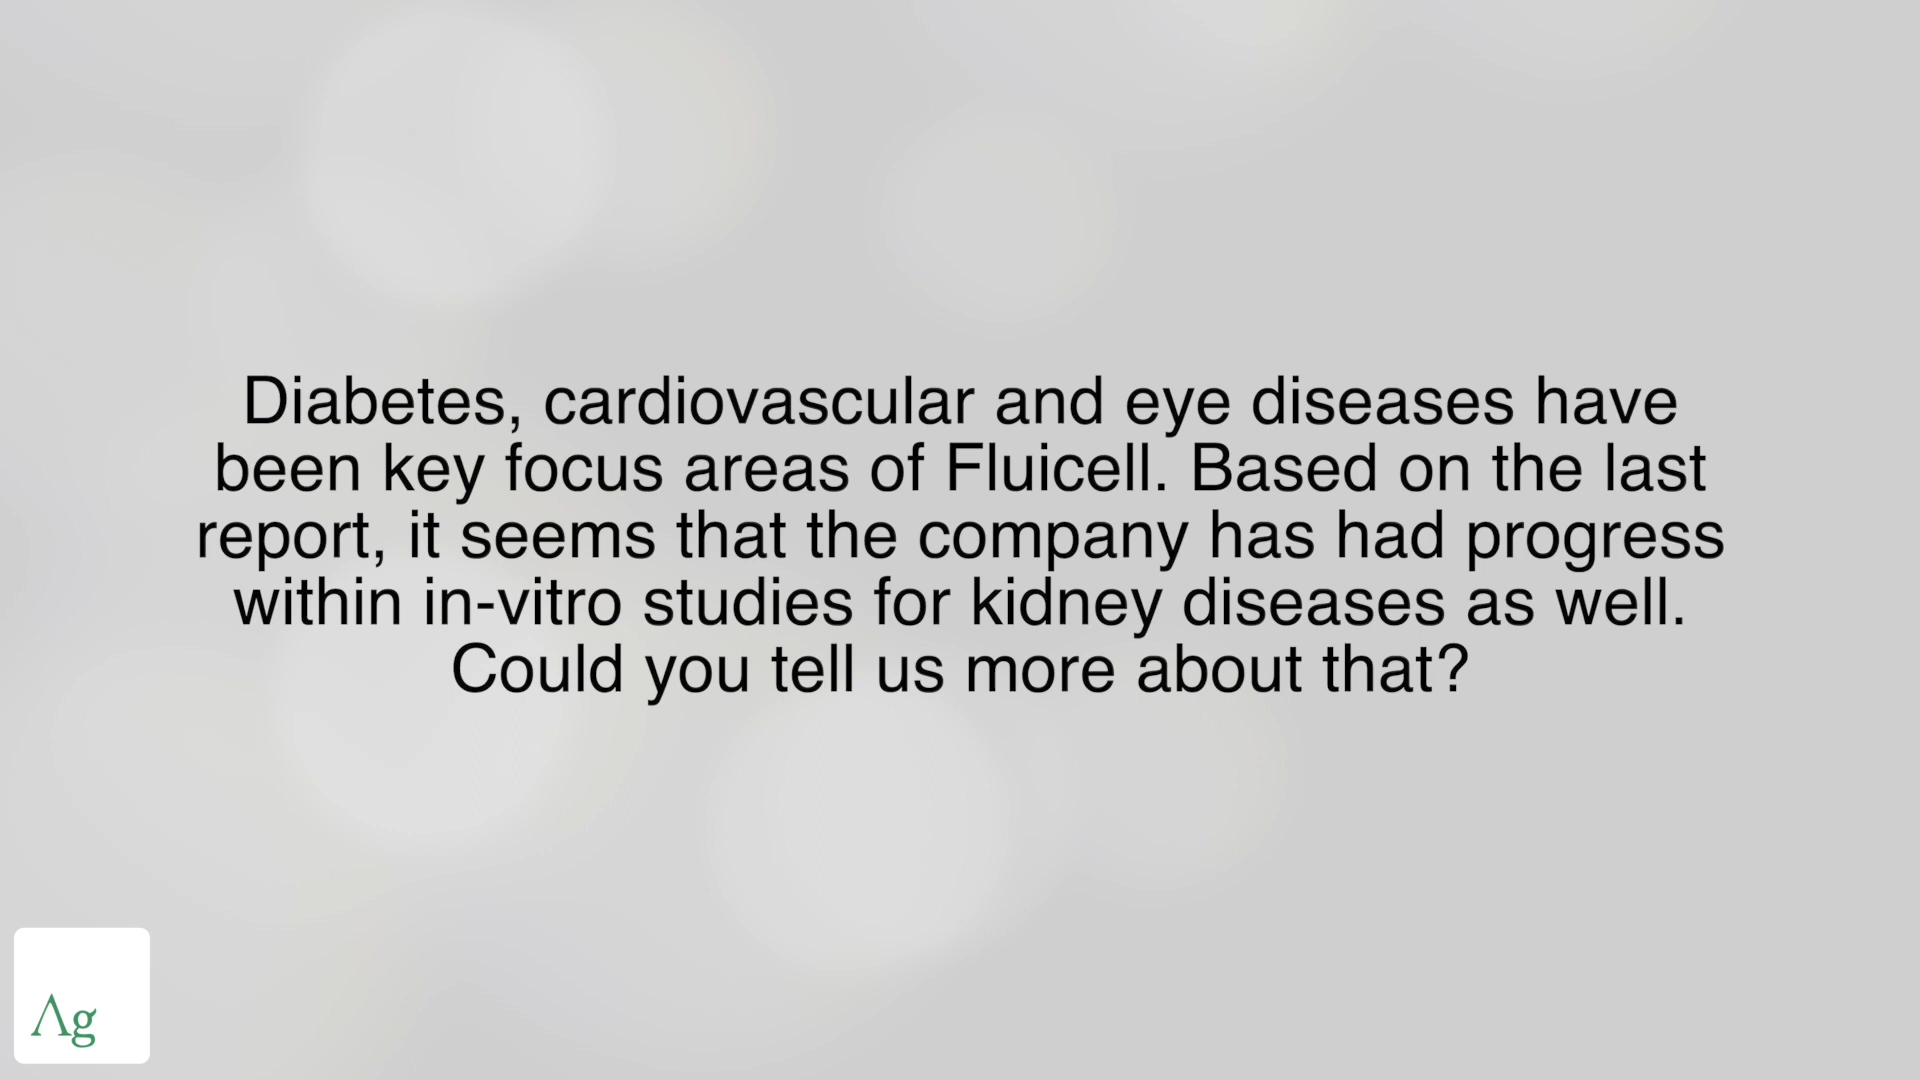 Diabetes, cardiovascular and eye diseases have
been key focus areas of Fluicell. Based on the last
report, it seems that the company has had progress
within in-vitro studies for kidney diseases as well.
Could you tell us more about that?
Λg